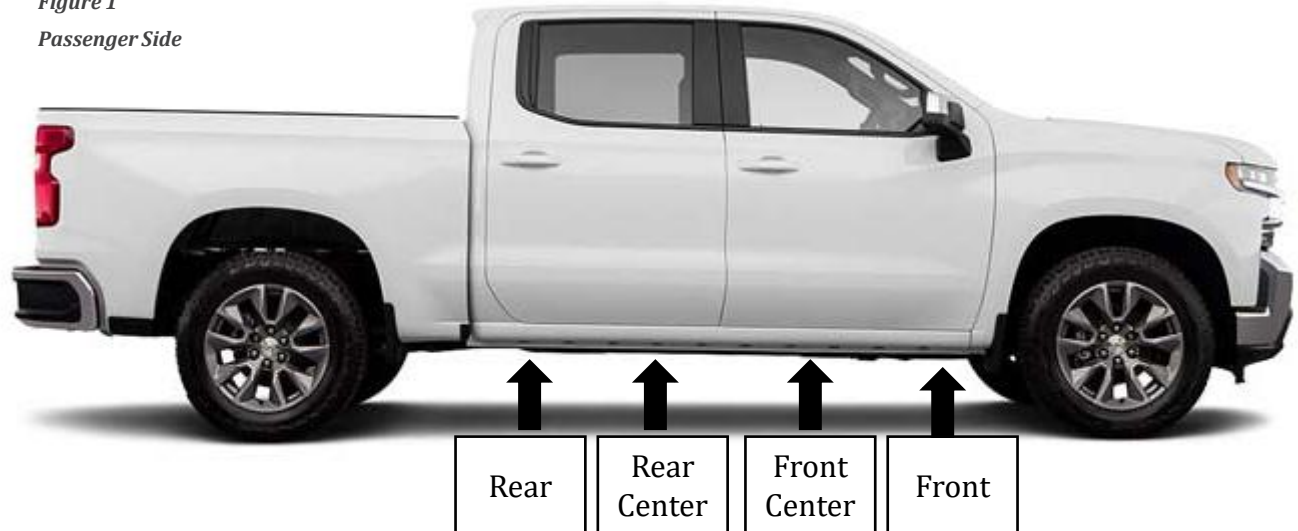 Figure 1
Passenger Side
Rear
Rear
Center
Front
Center
Front